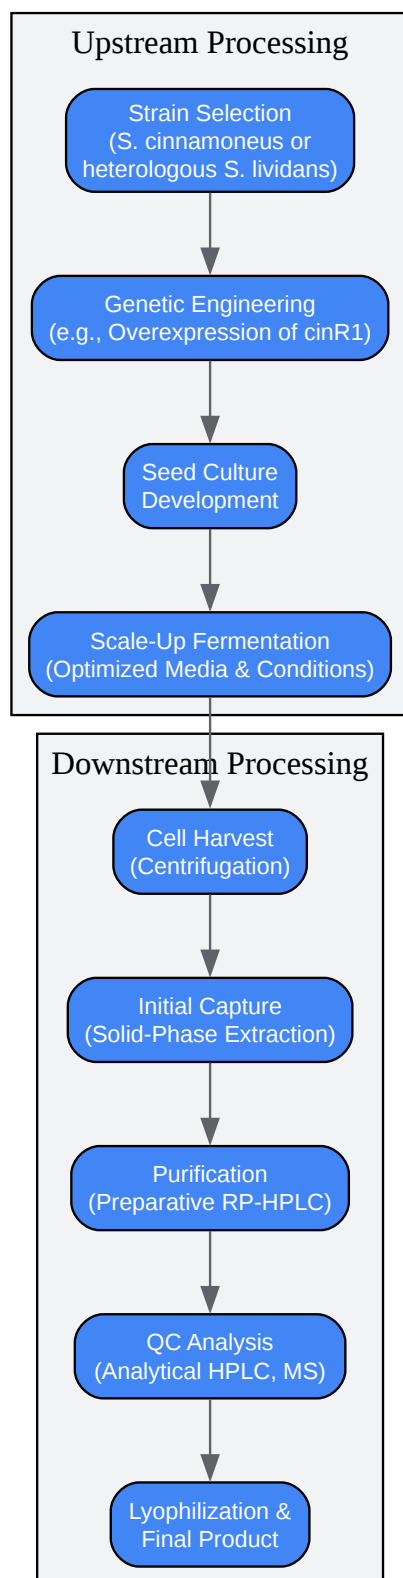 Upstream Processing
Strain Selection
(S. cinnamoneus or
heterologous S. lividans)
Genetic Engineering
(e.g., Overexpression of cinR1)
Seed Culture
Development
Scale-Up Fermentation
(Optimized Media & Conditions)
Downstream Processing
Cell Harvest
(Centrifugation)
Initial Capture
(Solid-Phase Extraction)
Purification
(Preparative RP-HPLC)
QC Analysis
(Analytical HPLC, MS)
Lyophilization &
Final Product